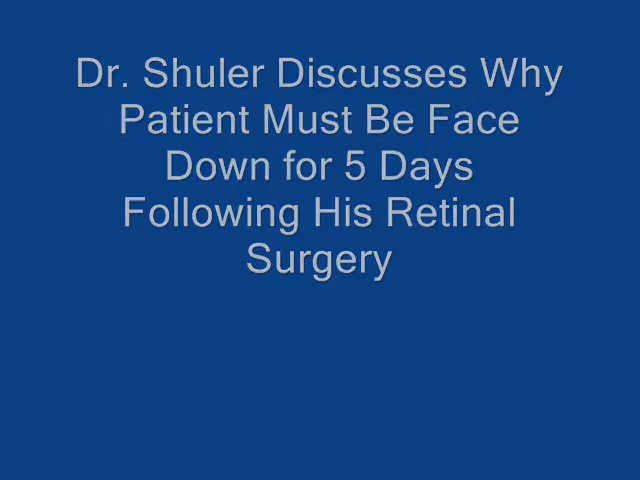 Dr. Shuler Discusses Why
Patient Must Be Face
Down for 5 Days
Following His Retinal
Surgery